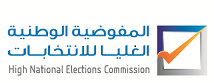 المفوضية الوطنية
العليا للانتخابات
High National Elections Commission